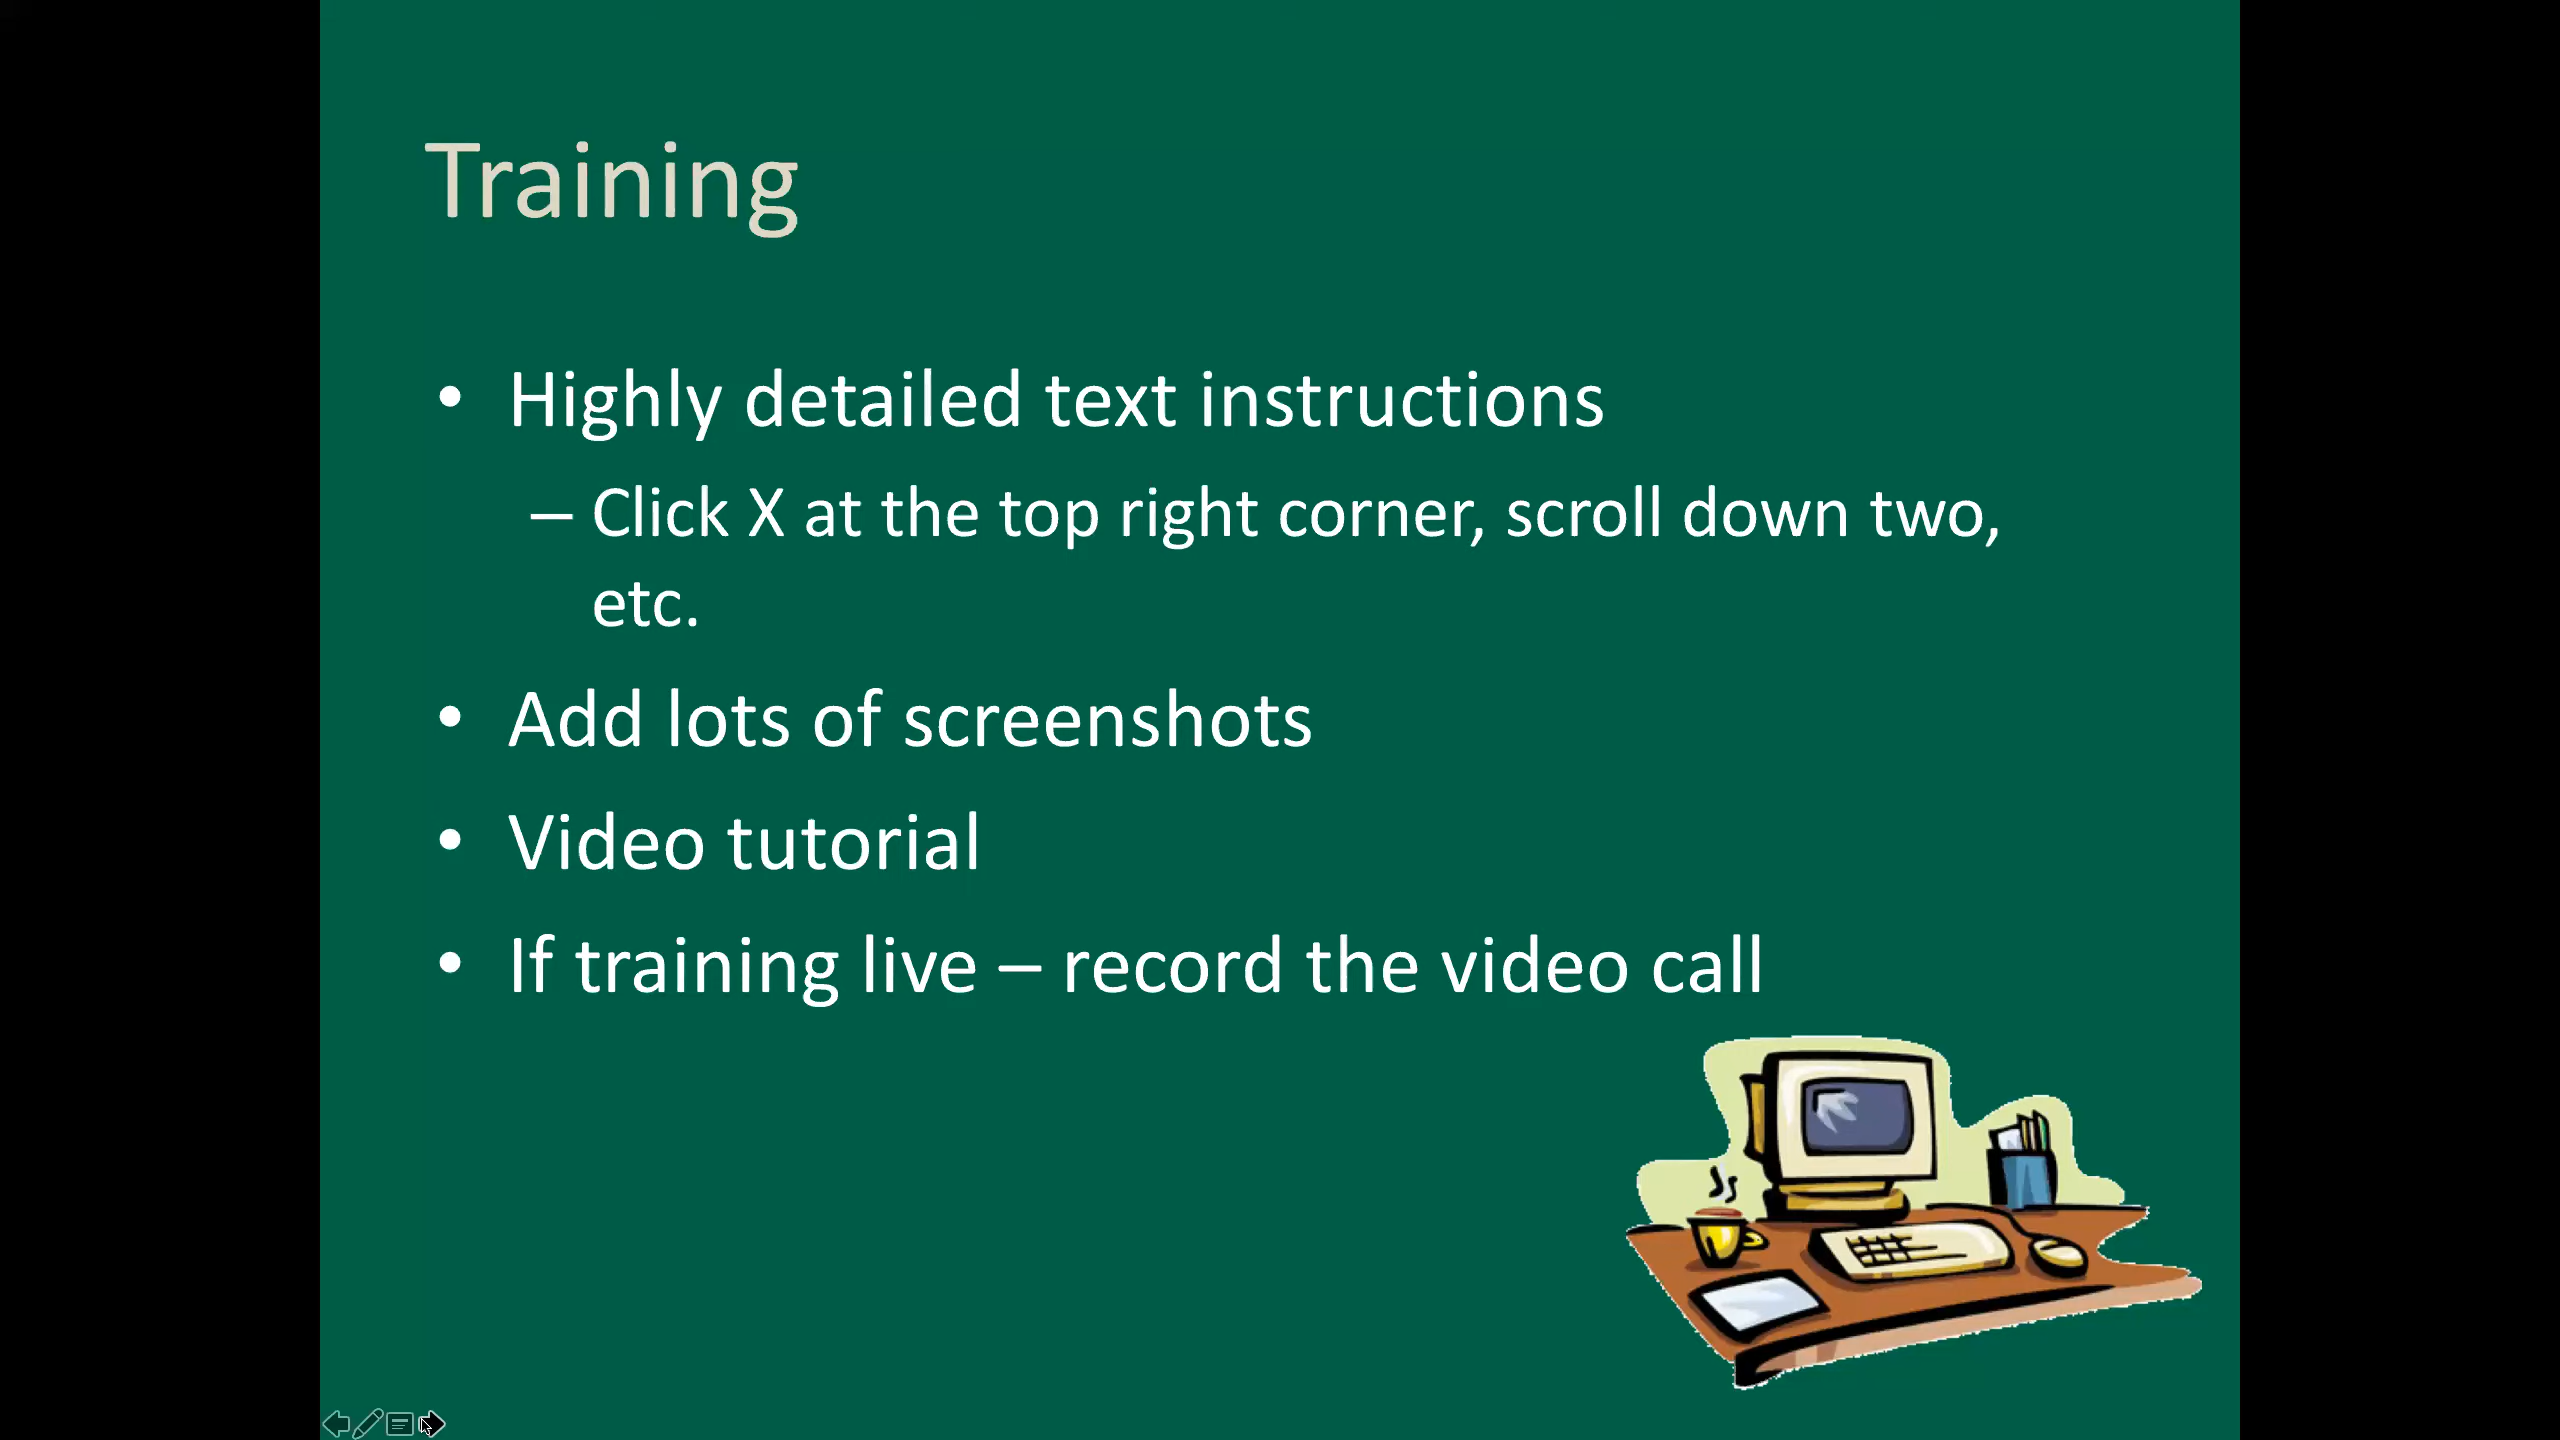 Training
• Highly detailed text instructions
– Click X at the top right corner, scroll down two,
etc.
• Add lots of screenshots
• Video tutorial
• If training live – record the video call